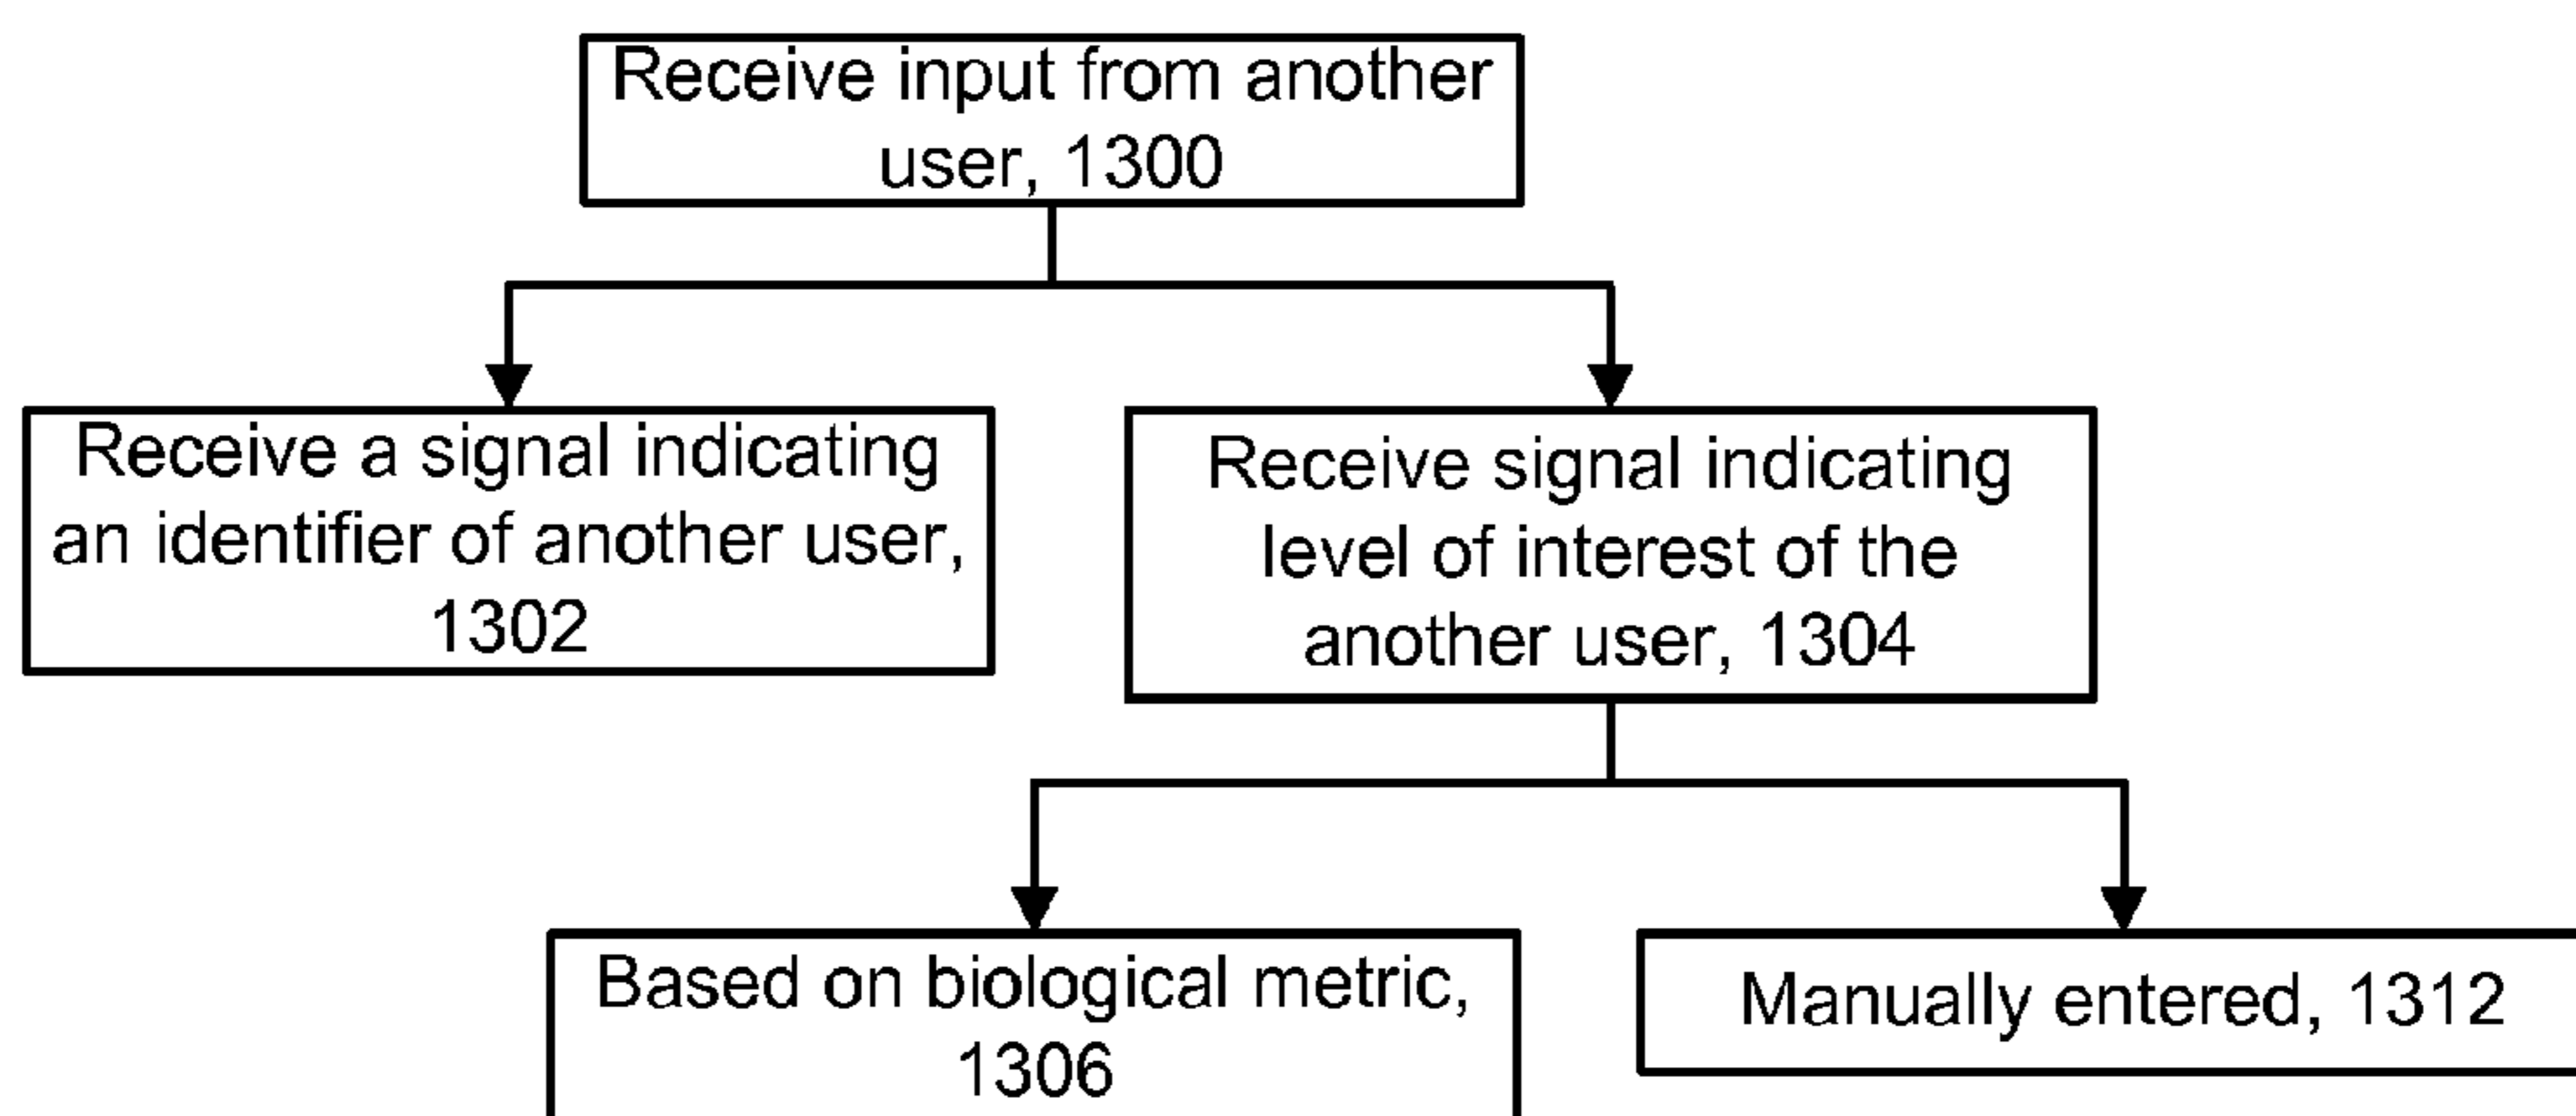 Receive input from another
user, 1300
Receive a signal indicating
an identifier of another user,
1302
Receive signal indicating
level of interest of the
another user, 1304
Based on biological metric,
1306
Manually entered, 1312